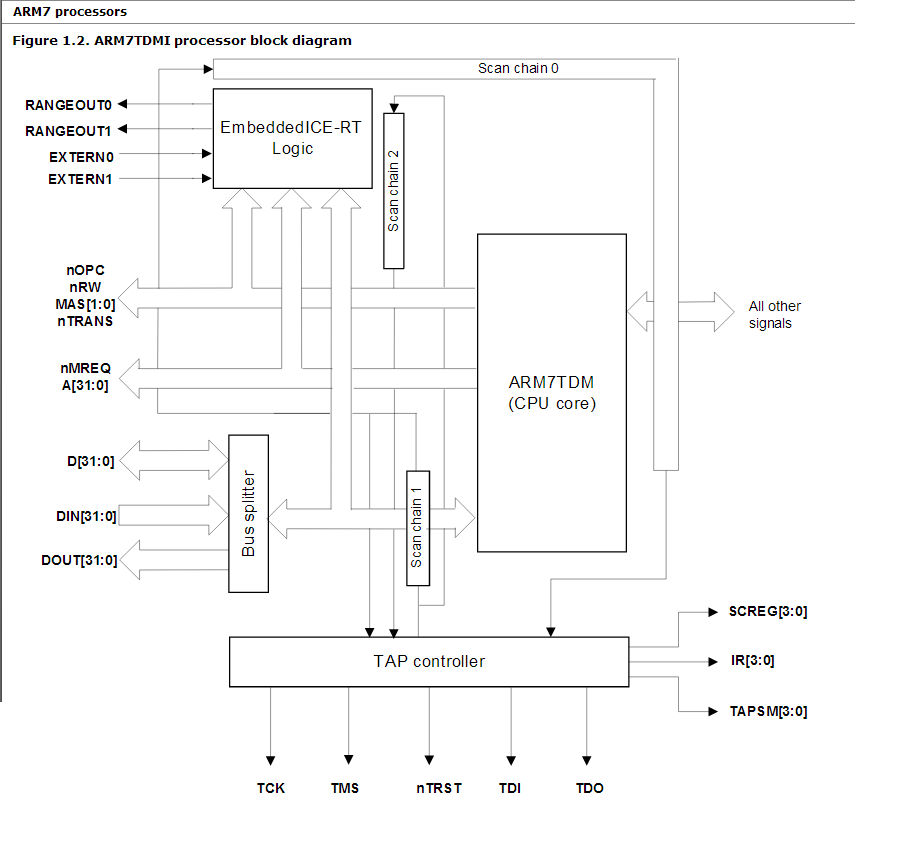 ARM7 processors
Figure 1.2. ARM7TDMI processor block diagram
Scan chain 0
RANGEOUT0
RANGEOUT1
EXTERN0
EXTERN1
EmbeddedICE-RT
Logic
Scan chain 2
nOPC
nRW
MAS[1:0]
nTRANS
All other
signals
nMREQ
A[31:0]
ARM7TDM
(CPU core)
D[31:0]
DIN[31:0]
DOUT[31:0]
Bus splitter
Scan chain 1
TAP controller
SCREG[3:0]
IR[3:0]
TAPSM[3:0]
TCK
TMS
nTRST
TDI
TDO